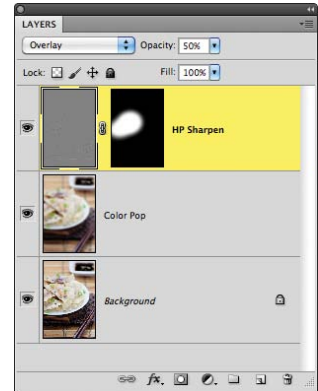 LAYERS
Overlay Opacity: 50%
Lock: Fill: 100%
HP Sharpen
Color Pop
Background
fx.